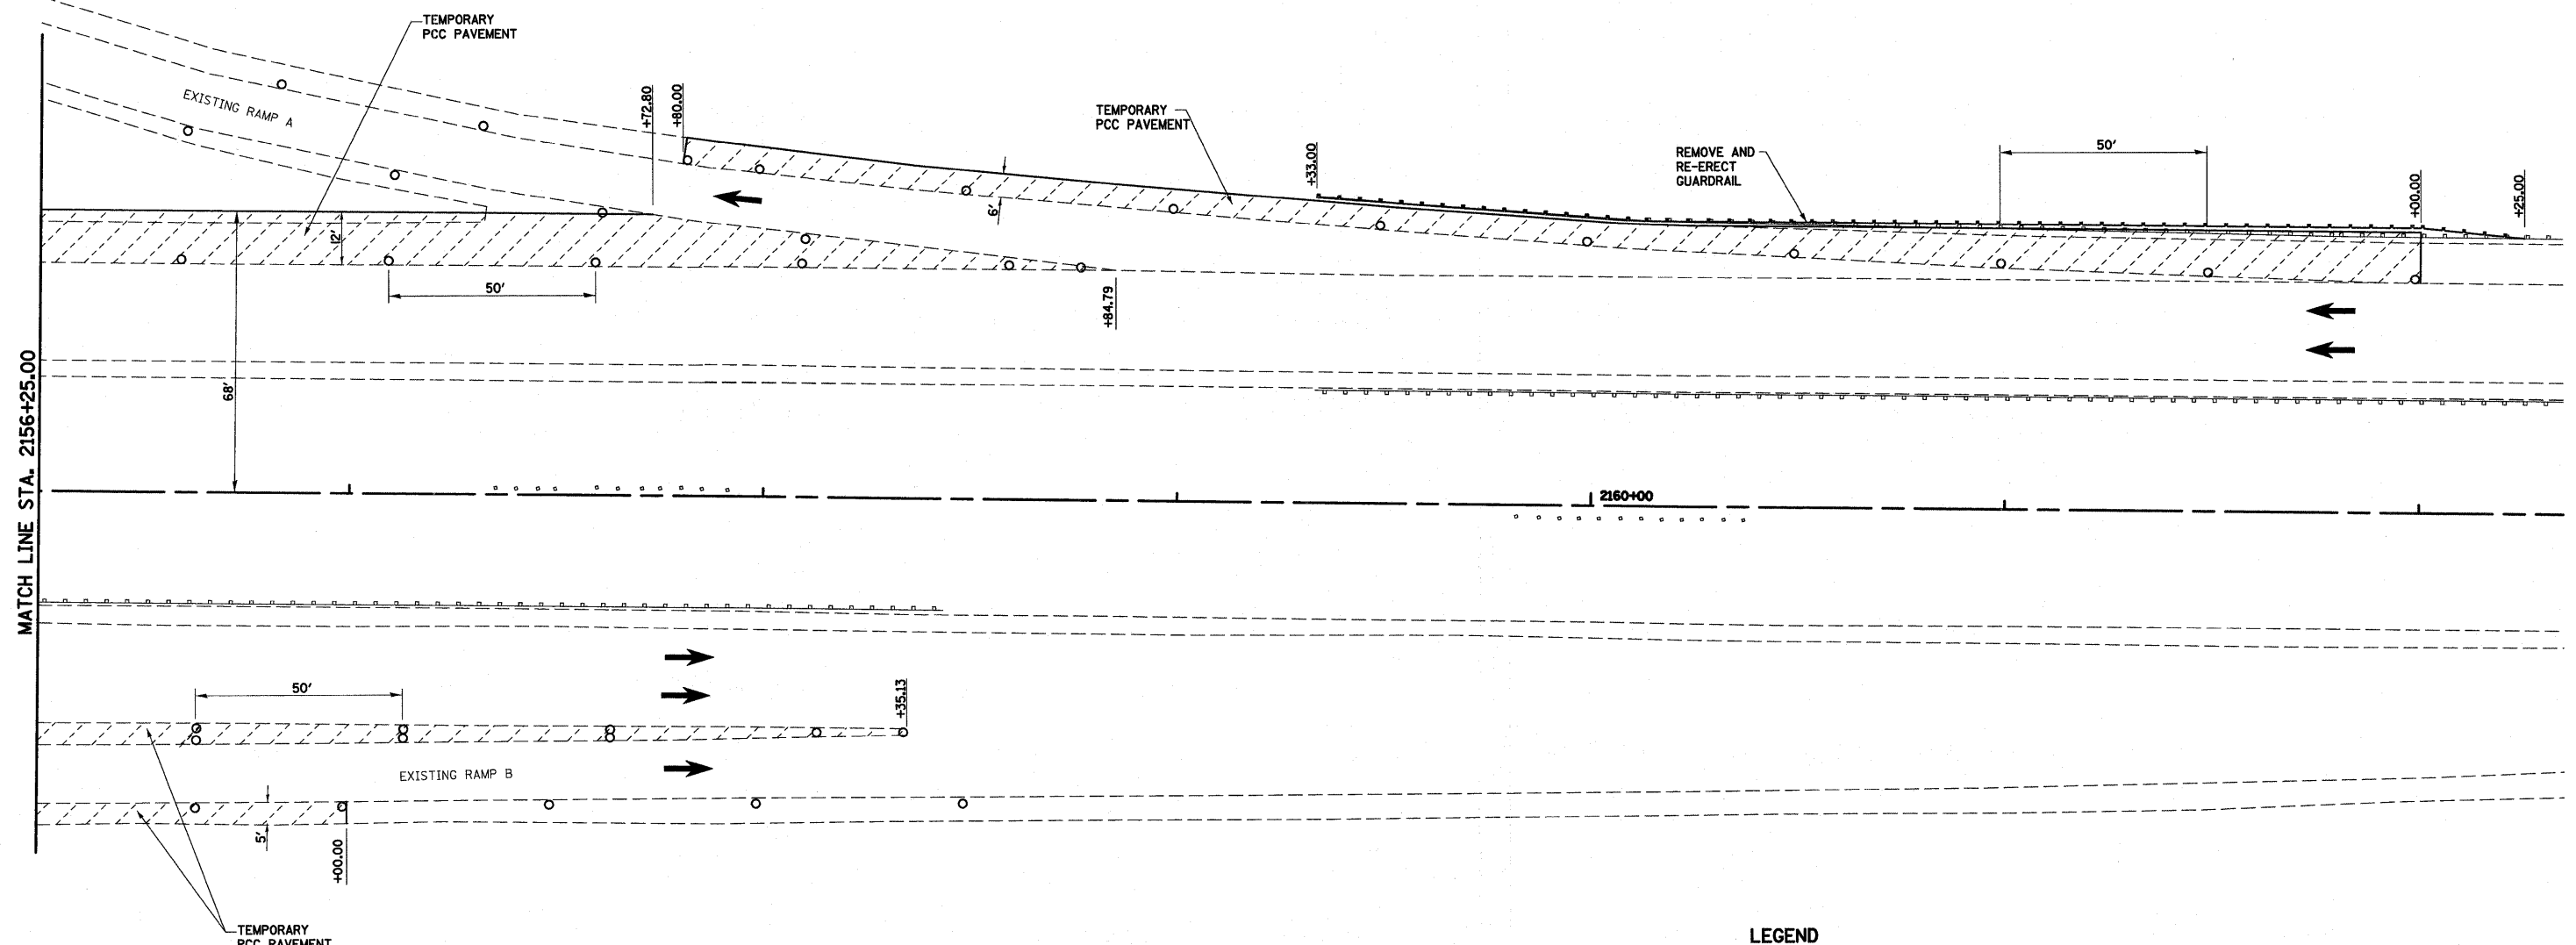 TEMPORARY
PCC PAVEMENT
EXISTING RAMP A
+72.80
+80.00
TEMPORARY
PCC PAVEMENT
+33.00
REMOVE AND
RE-ERECT
GUARDRAIL
50'
+00.00
+25.00
12'
6'
50'
+84.79
68'
MATCH LINE STA. 2156+25.00
2160+00
50'
+35.13
EXISTING RAMP B
5'
+00.00
TEMPORARY
PCC PAVEMENT
LEGEND